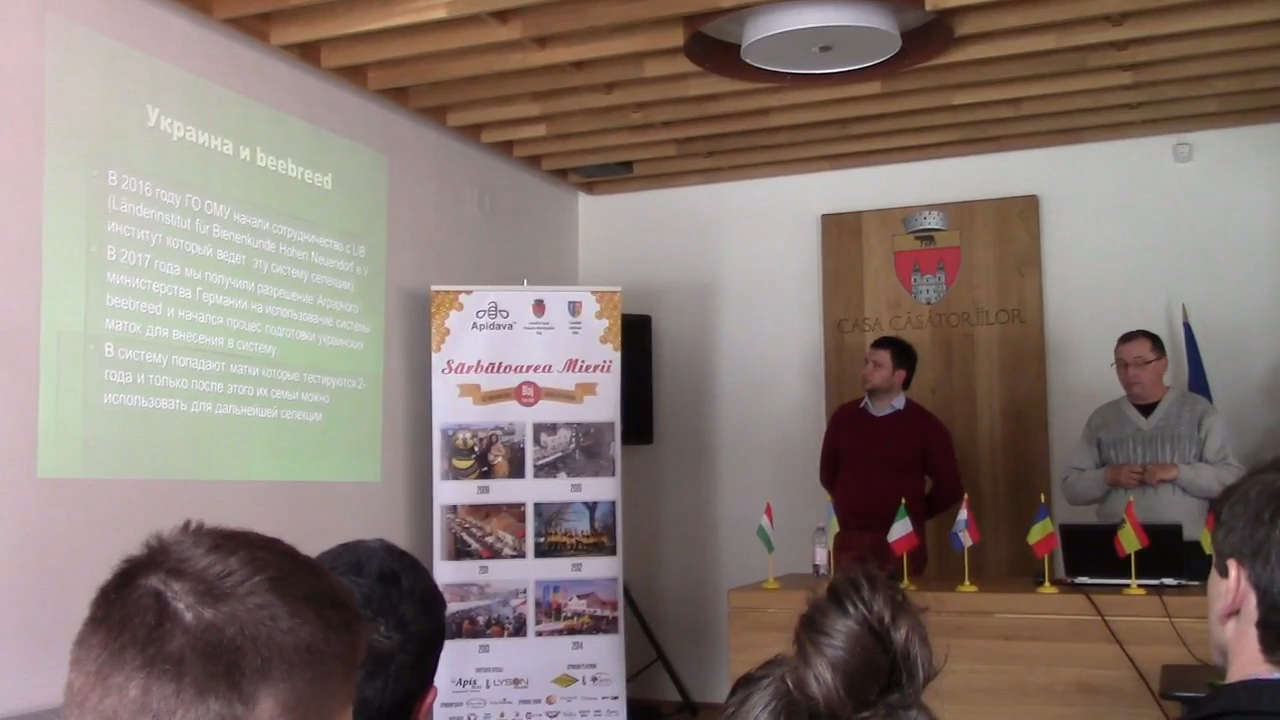 Украина и beebreed
В 2016 году ГО ОМУ начали сотрудничество с LIB
(Länderinstitut für Bienenkunde Hohen Neuendorf e.V
институт который ведет эту систему селекции).
В 2017 года мы получили разрешение Аграрного
министерства Германии на использование системы
beebreed и начался процес подготовки украинских
маток для внесения в систему.
В систему попадают матки которые тестируются 2-
года и только после этого их семьи можно
использовать для дальнейшей селекции
Apidava
Sărbătoarea Mierii
Blaj
2009
2010
2011
2012
2013
2014
Apis
LYSON
CASA CĂSĂTORIILOR